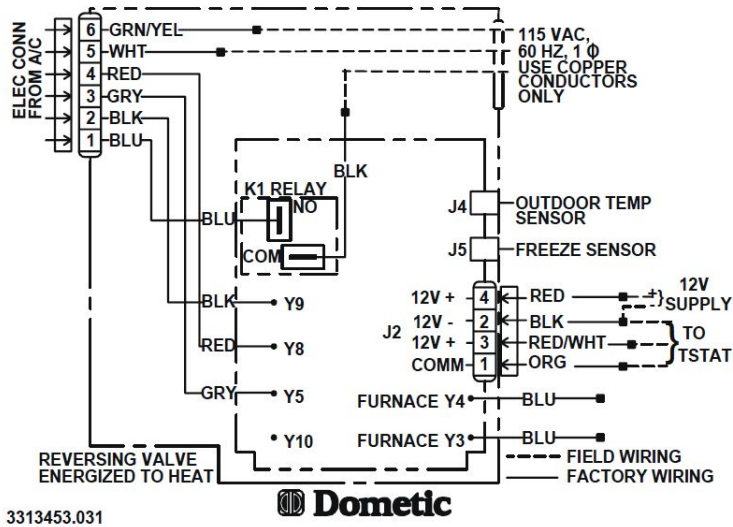 ELEC CONN
FROM A/C
6 GRN/YEL
5 WHT
4 RED
3 GRY
2 BLK
1 BLU
115 VAC,
60 HZ, 1 Φ
USE COPPER
CONDUCTORS
ONLY
BLK
K1 RELAY
NO
COM
BLU
BLK Y9
RED Y8
GRY Y5
Y10
J4 OUTDOOR TEMP
SENSOR
J5 FREEZE SENSOR
J2
12V + 4 RED
12V - 2 BLK
12V + 3 RED/WHT
COMM 1 ORG
+ 12V
- SUPPLY
TO
TSTAT
FURNACE Y4 BLU
FURNACE Y3 BLU
REVERSING VALVE
ENERGIZED TO HEAT
FIELD WIRING
FACTORY WIRING
Dometic
3313453.031